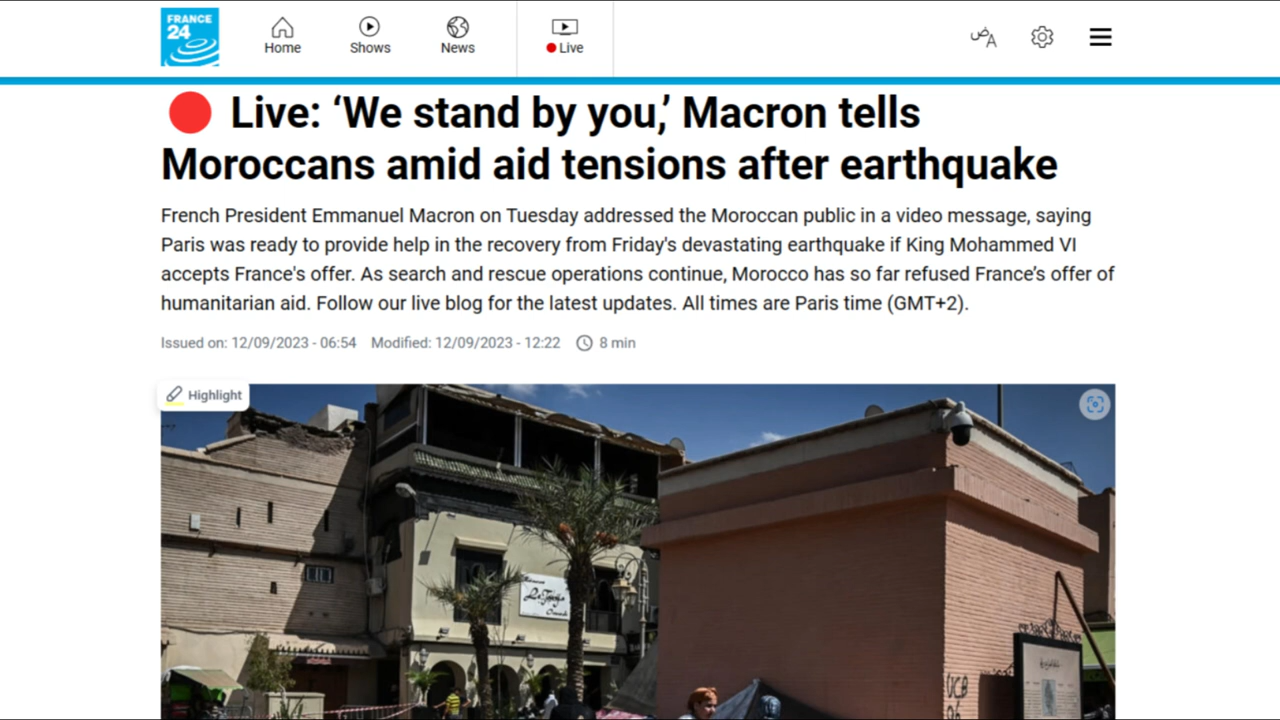 FRANCE
24
Home
Shows
News
Live
ضA
Live: ‘We stand by you,’ Macron tells
Moroccans amid aid tensions after earthquake
French President Emmanuel Macron on Tuesday addressed the Moroccan public in a video message, saying
Paris was ready to provide help in the recovery from Friday's devastating earthquake if King Mohammed VI
accepts France's offer. As search and rescue operations continue, Morocco has so far refused France’s offer of
humanitarian aid. Follow our live blog for the latest updates. All times are Paris time (GMT+2).
Issued on: 12/09/2023 - 06:54 Modified: 12/09/2023 - 12:22 8 min
Highlight
UCB